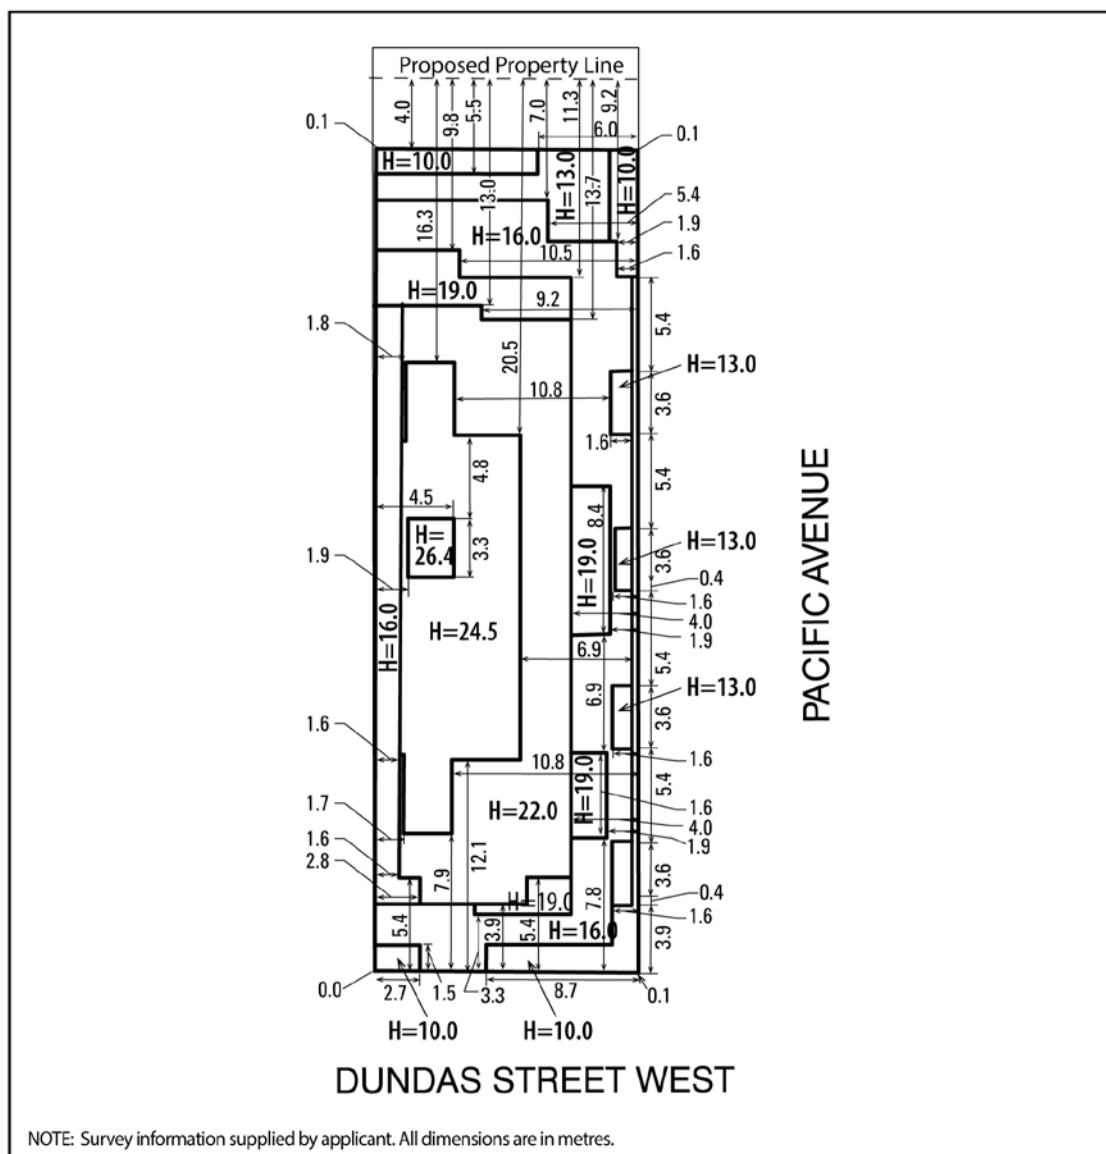 Proposed Property Line
4.0
9.8
5.5
7.0
11.3
9.2
6.0
0.1
0.1
H=10.0
H=13.0
H=10.0
13.0
13.7
16.3
5.4
H=16.0
1.9
10.5
1.6
H=19.0
9.2
5.4
1.8
20.5
H=13.0
10.8
3.6
1.6
4.8
5.4
4.5
8.4
H=
26.4
3.3
H=19.0
H=13.0
3.6
1.9
0.4
1.6
4.0
H=16.0
H=24.5
1.9
6.9
5.4
6.9
H=13.0
3.6
PACIFIC AVENUE
1.6
1.6
10.8
H=19.0
5.4
1.7
H=22.0
1.6
4.0
1.6
1.9
2.8
12.1
7.9
3.6
7.8
0.4
H=19.0
5.4
3.9
5.4
H=16.0
1.6
3.9
0.0
2.7
1.5
3.3
8.7
0.1
H=10.0
H=10.0
DUNDAS STREET WEST
NOTE: Survey information supplied by applicant. All dimensions are in metres.